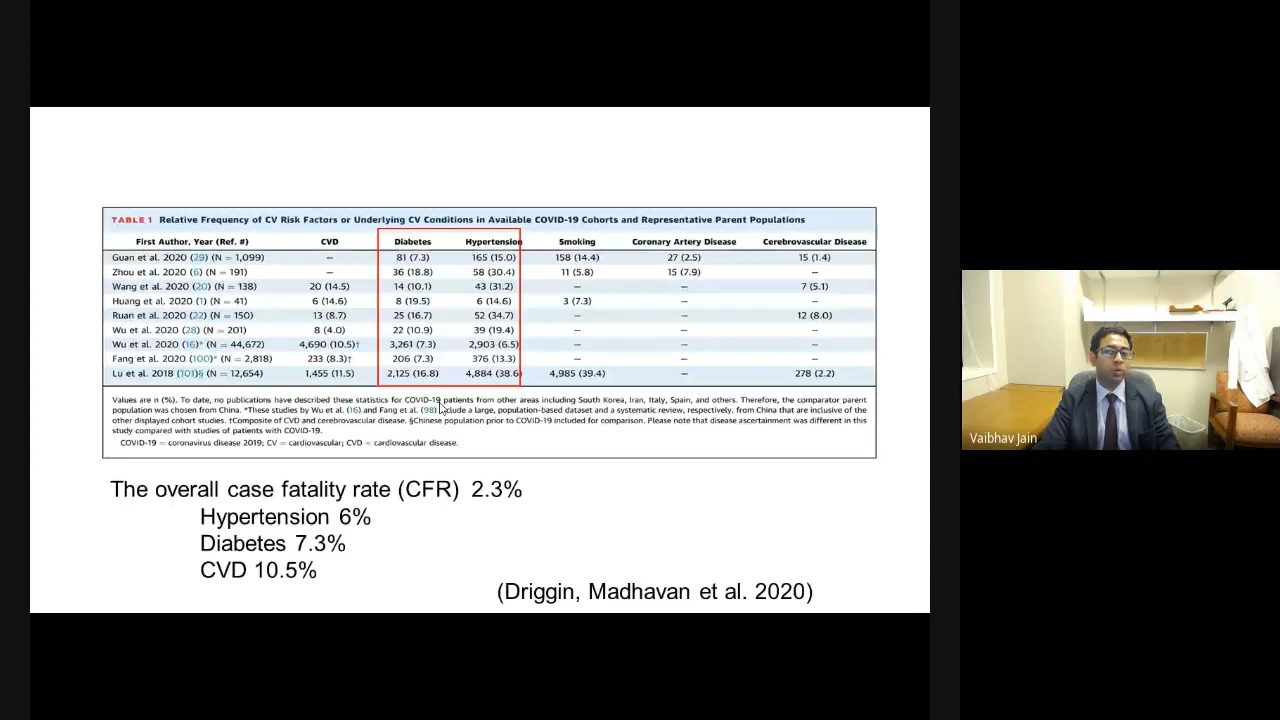 TABLE 1 Relative Frequency of CV Risk Factors or Underlying CV Conditions in Available COVID-19 Cohorts and Representative Parent Populations
First Author, Year (Ref. #) CVD Diabetes Hypertension Smoking Coronary Artery Disease Cerebrovascular Disease
Guan et al. 2020 (29) (N = 1,099) – 81 (7.3) 165 (15.0) 158 (14.4) 27 (2.5) 15 (1.4)
Zhou et al. 2020 (6) (N = 191) – 36 (18.8) 58 (30.4) 11 (5.8) 15 (7.9) –
Wang et al. 2020 (20) (N = 138) 20 (14.5) 14 (10.1) 43 (31.2) – – 7 (5.1)
Huang et al. 2020 (1) (N = 41) 6 (14.6) 8 (19.5) 6 (14.6) 3 (7.3) – –
Ruan et al. 2020 (22) (N = 150) 13 (8.7) 25 (16.7) 52 (34.7) – – 12 (8.0)
Wu et al. 2020 (28) (N = 201) 8 (4.0) 22 (10.9) 39 (19.4) – – –
Wu et al. 2020 (16)* (N = 44,672) 4,690 (10.5)† 3,261 (7.3) 2,903 (6.5) – – –
Fang et al. 2020 (100)* (N = 2,818) 233 (8.3)† 206 (7.3) 376 (13.3) – – –
Lu et al. 2018 (101)§ (N = 12,654) 1,455 (11.5) 2,125 (16.8) 4,884 (38.6) 4,985 (39.4) – 278 (2.2)
Values are n (%). To date, no publications have described these statistics for COVID-19 patients from other areas including South Korea, Iran, Italy, Spain, and others. Therefore, the comparator parent
population was chosen from China. *These studies by Wu et al. (16) and Fang et al. (98) include a large, population-based dataset and a systematic review, respectively, from China that are inclusive of the
other displayed cohort studies. †Composite of CVD and cerebrovascular disease. §Chinese population prior to COVID-19 included for comparison. Please note that disease ascertainment was different in this
study compared with studies of patients with COVID-19.
COVID-19 = coronavirus disease 2019; CV = cardiovascular; CVD = cardiovascular disease.
The overall case fatality rate (CFR) 2.3%
Hypertension 6%
Diabetes 7.3%
CVD 10.5%
(Driggin, Madhavan et al. 2020)
Vaibhav Jain